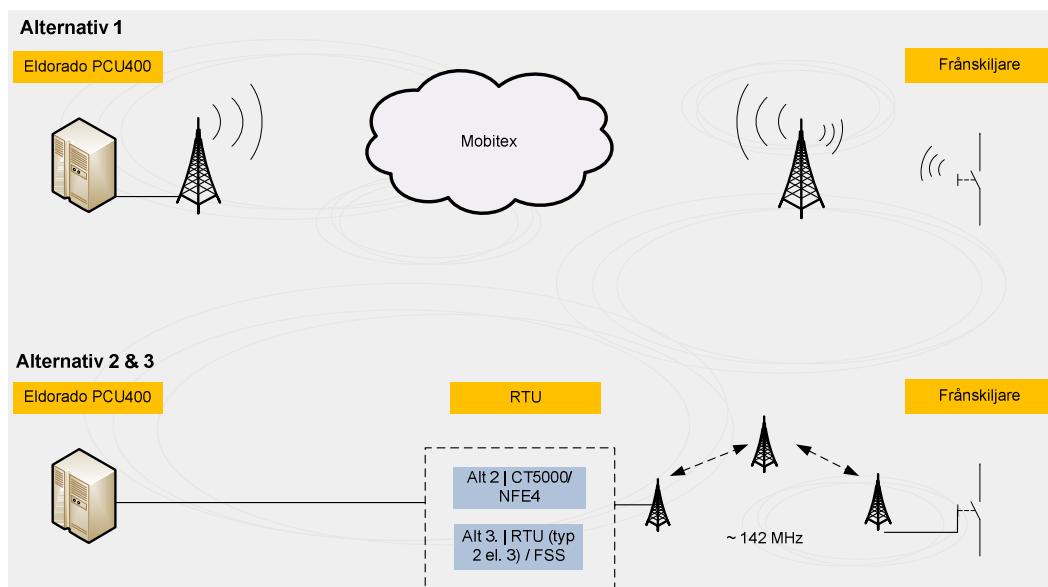 Alternativ 1
Eldorado PCU400
Frånskiljare
Mobitex
Alternativ 2 & 3
Eldorado PCU400
RTU
Frånskiljare
Alt 2 | CT5000/
NFE4
Alt 3. | RTU (typ
2 el. 3) / FSS
~ 142 MHz